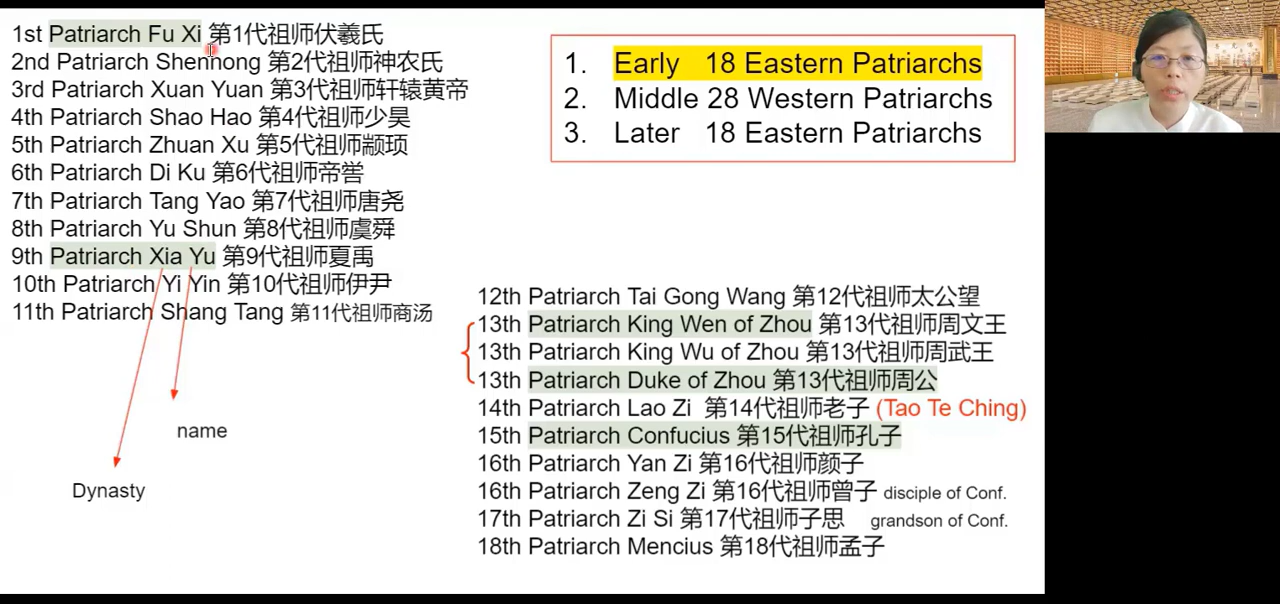 1st Patriarch Fu Xi 第1代祖师伏羲氏
2nd Patriarch Shennong 第2代祖师神农氏
3rd Patriarch Xuan Yuan 第3代祖师轩辕黄帝
4th Patriarch Shao Hao 第4代祖师少昊
5th Patriarch Zhuan Xu 第5代祖师颛顼
6th Patriarch Di Ku 第6代祖师帝喾
7th Patriarch Tang Yao 第7代祖师唐尧
8th Patriarch Yu Shun 第8代祖师虞舜
9th Patriarch Xia Yu 第9代祖师夏禹
10th Patriarch Yi Yin 第10代祖师伊尹
11th Patriarch Shang Tang 第11代祖师商汤
name
Dynasty
1. Early 18 Eastern Patriarchs
2. Middle 28 Western Patriarchs
3. Later 18 Eastern Patriarchs
12th Patriarch Tai Gong Wang 第12代祖师太公望
13th Patriarch King Wen of Zhou 第13代祖师周文王
13th Patriarch King Wu of Zhou 第13代祖师周武王
13th Patriarch Duke of Zhou 第13代祖师周公
14th Patriarch Lao Zi 第14代祖师老子 (Tao Te Ching)
15th Patriarch Confucius 第15代祖师孔子
16th Patriarch Yan Zi 第16代祖师颜子
16th Patriarch Zeng Zi 第16代祖师曾子 disciple of Conf.
17th Patriarch Zi Si 第17代祖师子思 grandson of Conf.
18th Patriarch Mencius 第18代祖师孟子